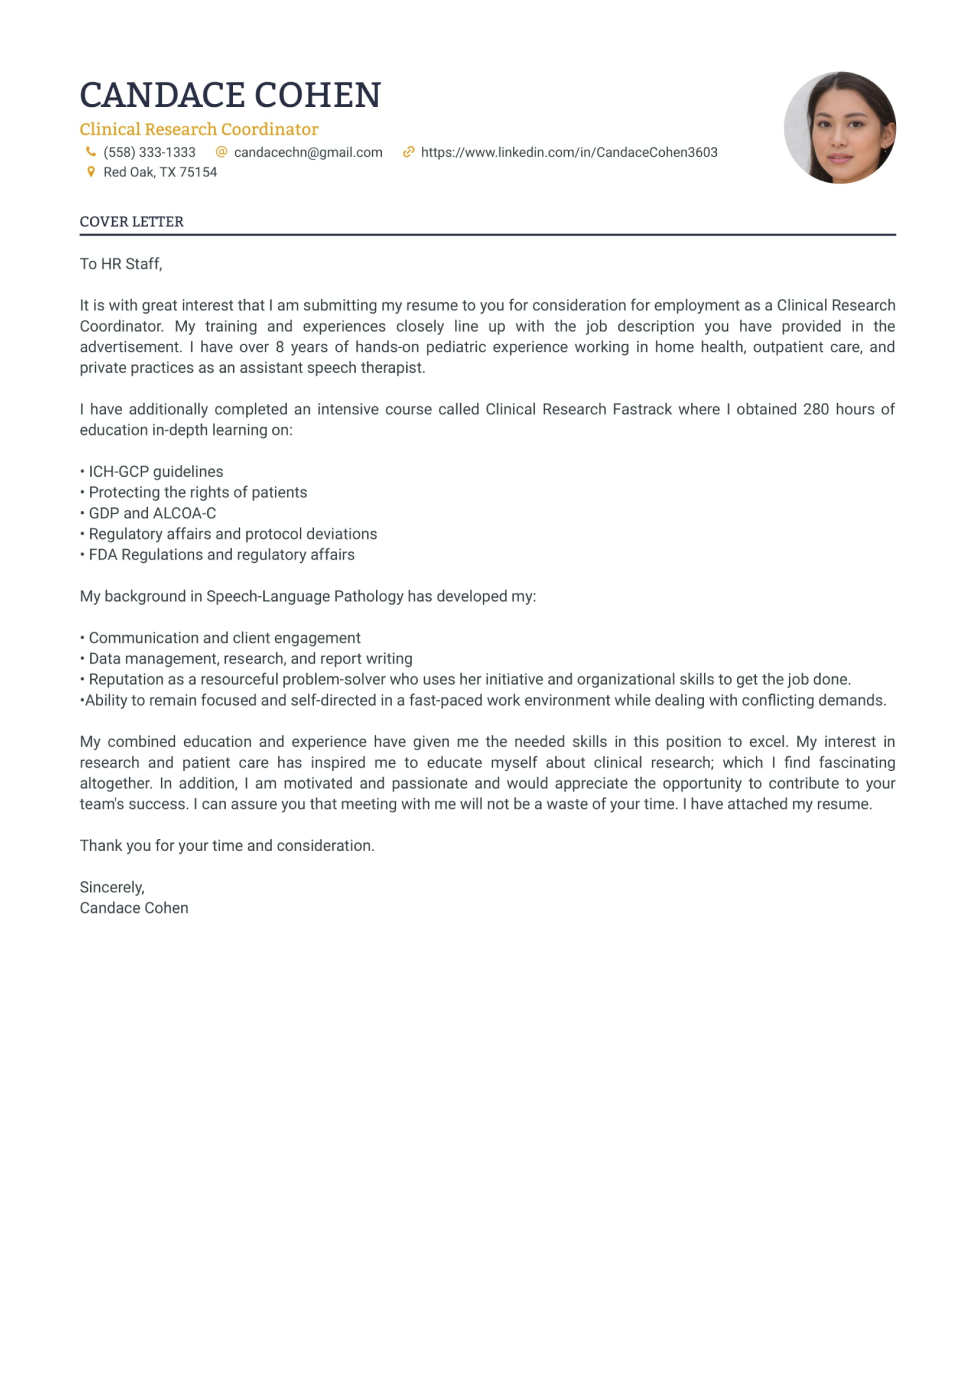 CANDACE COHEN
Clinical Research Coordinator
(558) 333-1333 candacechn@gmail.com https://www.linkedin.com/in/CandaceCohen3603
Red Oak, TX 75154
COVER LETTER
To HR Staff,
It is with great interest that I am submitting my resume to you for consideration for employment as a Clinical Research
Coordinator. My training and experiences closely line up with the job description you have provided in the
advertisement. I have over 8 years of hands-on pediatric experience working in home health, outpatient care, and
private practices as an assistant speech therapist.
I have additionally completed an intensive course called Clinical Research Fastrack where I obtained 280 hours of
education in-depth learning on:
• ICH-GCP guidelines
• Protecting the rights of patients
• GDP and ALCOA-C
• Regulatory affairs and protocol deviations
• FDA Regulations and regulatory affairs
My background in Speech-Language Pathology has developed my:
• Communication and client engagement
• Data management, research, and report writing
• Reputation as a resourceful problem-solver who uses her initiative and organizational skills to get the job done.
•Ability to remain focused and self-directed in a fast-paced work environment while dealing with conflicting demands.
My combined education and experience have given me the needed skills in this position to excel. My interest in
research and patient care has inspired me to educate myself about clinical research; which I find fascinating
altogether. In addition, I am motivated and passionate and would appreciate the opportunity to contribute to your
team's success. I can assure you that meeting with me will not be a waste of your time. I have attached my resume.
Thank you for your time and consideration.
Sincerely,
Candace Cohen